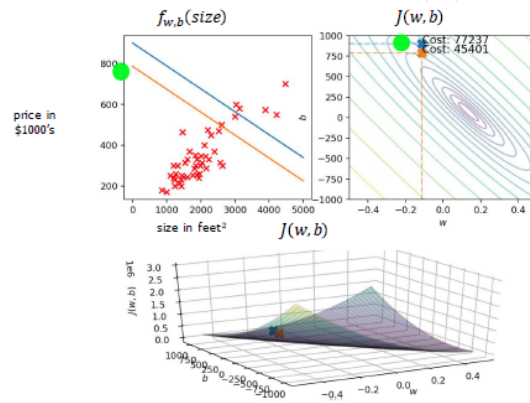 f_{w,b}(size)
J(w, b)
price in
$1000's
800
600
400
200
0 1000 2000 3000 4000 5000
size in feet²
Cost: 77237
Cost: 45401
1000
750
500
250
0
−250
−500
−750
−1000
b
−0.4 −0.2 0.0 0.2 0.4
w
J(w, b)
1e6
3.0
2.5
2.0
1.5
1.0
0.5
0.0
J(w, b)
1000
750
500
250
0
−250
−500
−750
−1000
b
−0.4 −0.2 0.0 0.2 0.4
w